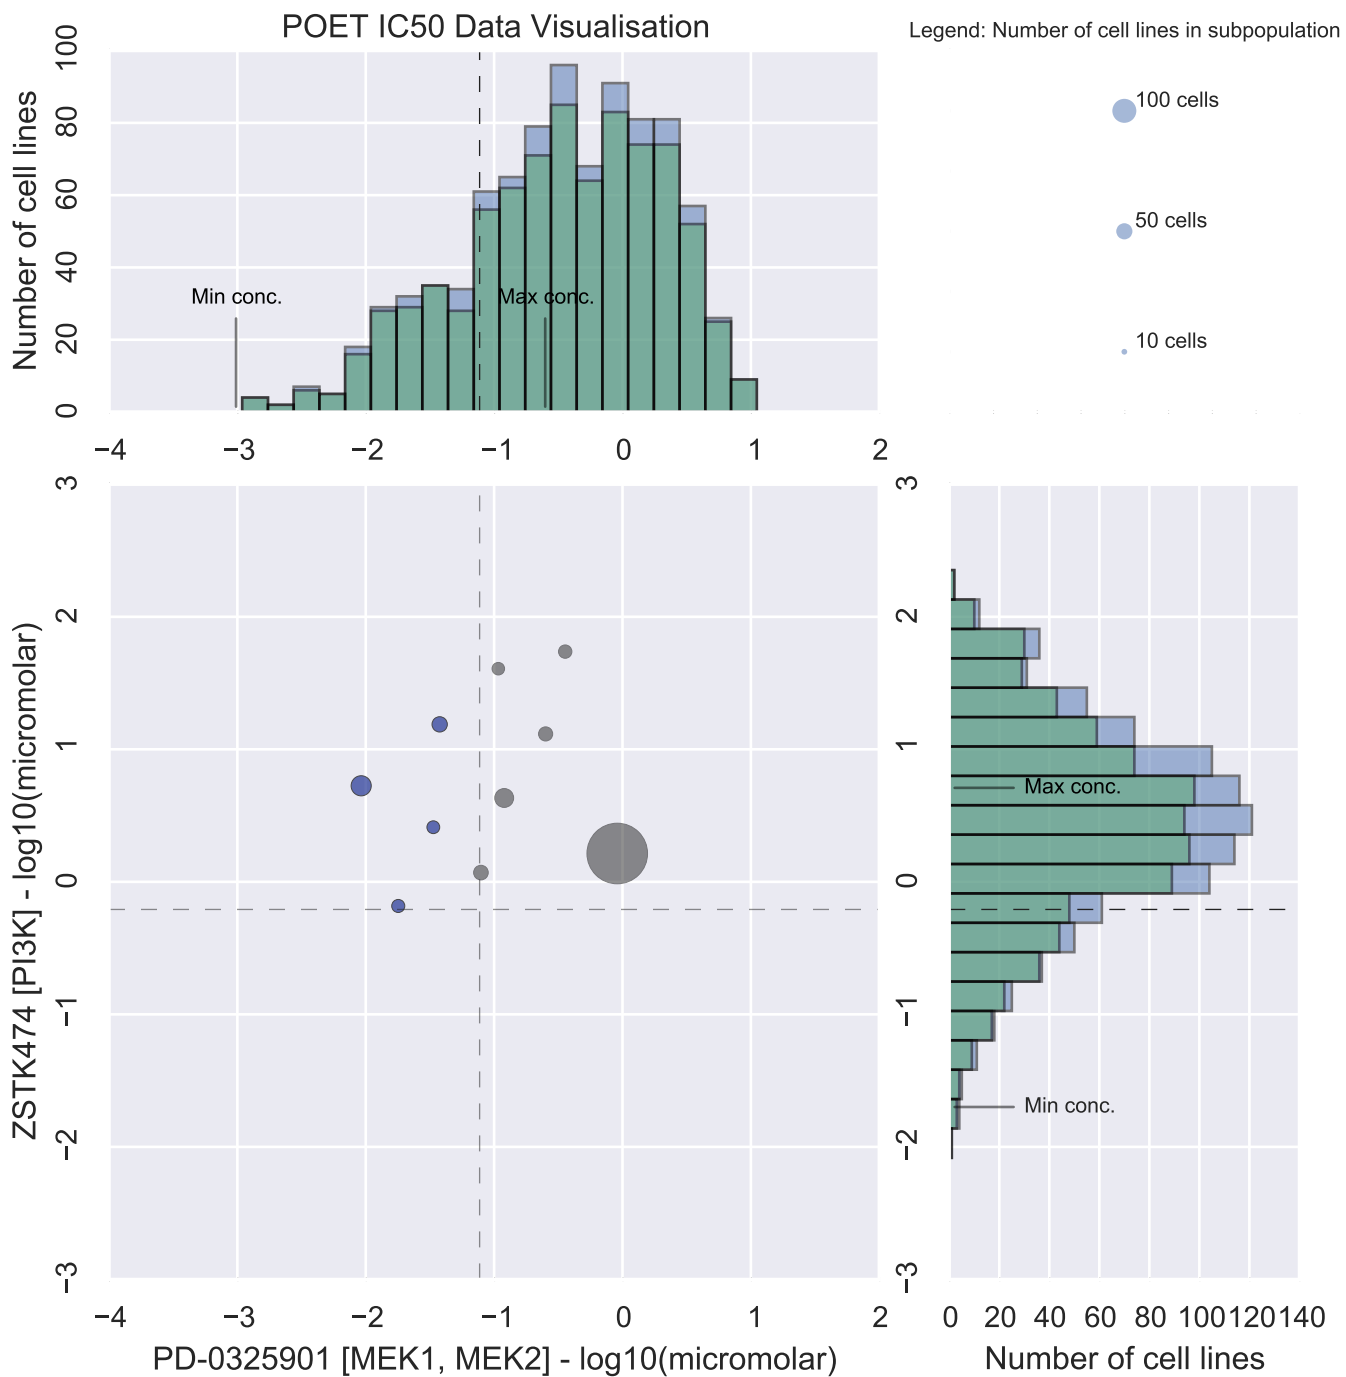 POET IC50 Data Visualisation
Legend: Number of cell lines in subpopulation
Number of cell lines
100
80
60
40
20
0
Min conc.
Max conc.
−4 −3 −2 −1 0 1 2
100 cells
50 cells
10 cells
ZSTK474 [PI3K] - log10(micromolar)
3
2
1
0
−1
−2
−3
−4 −3 −2 −1 0 1 2
PD-0325901 [MEK1, MEK2] - log10(micromolar)
3
2
1
0
−1
−2
−3
Max conc.
Min conc.
0 20 40 60 80 100 120 140
Number of cell lines